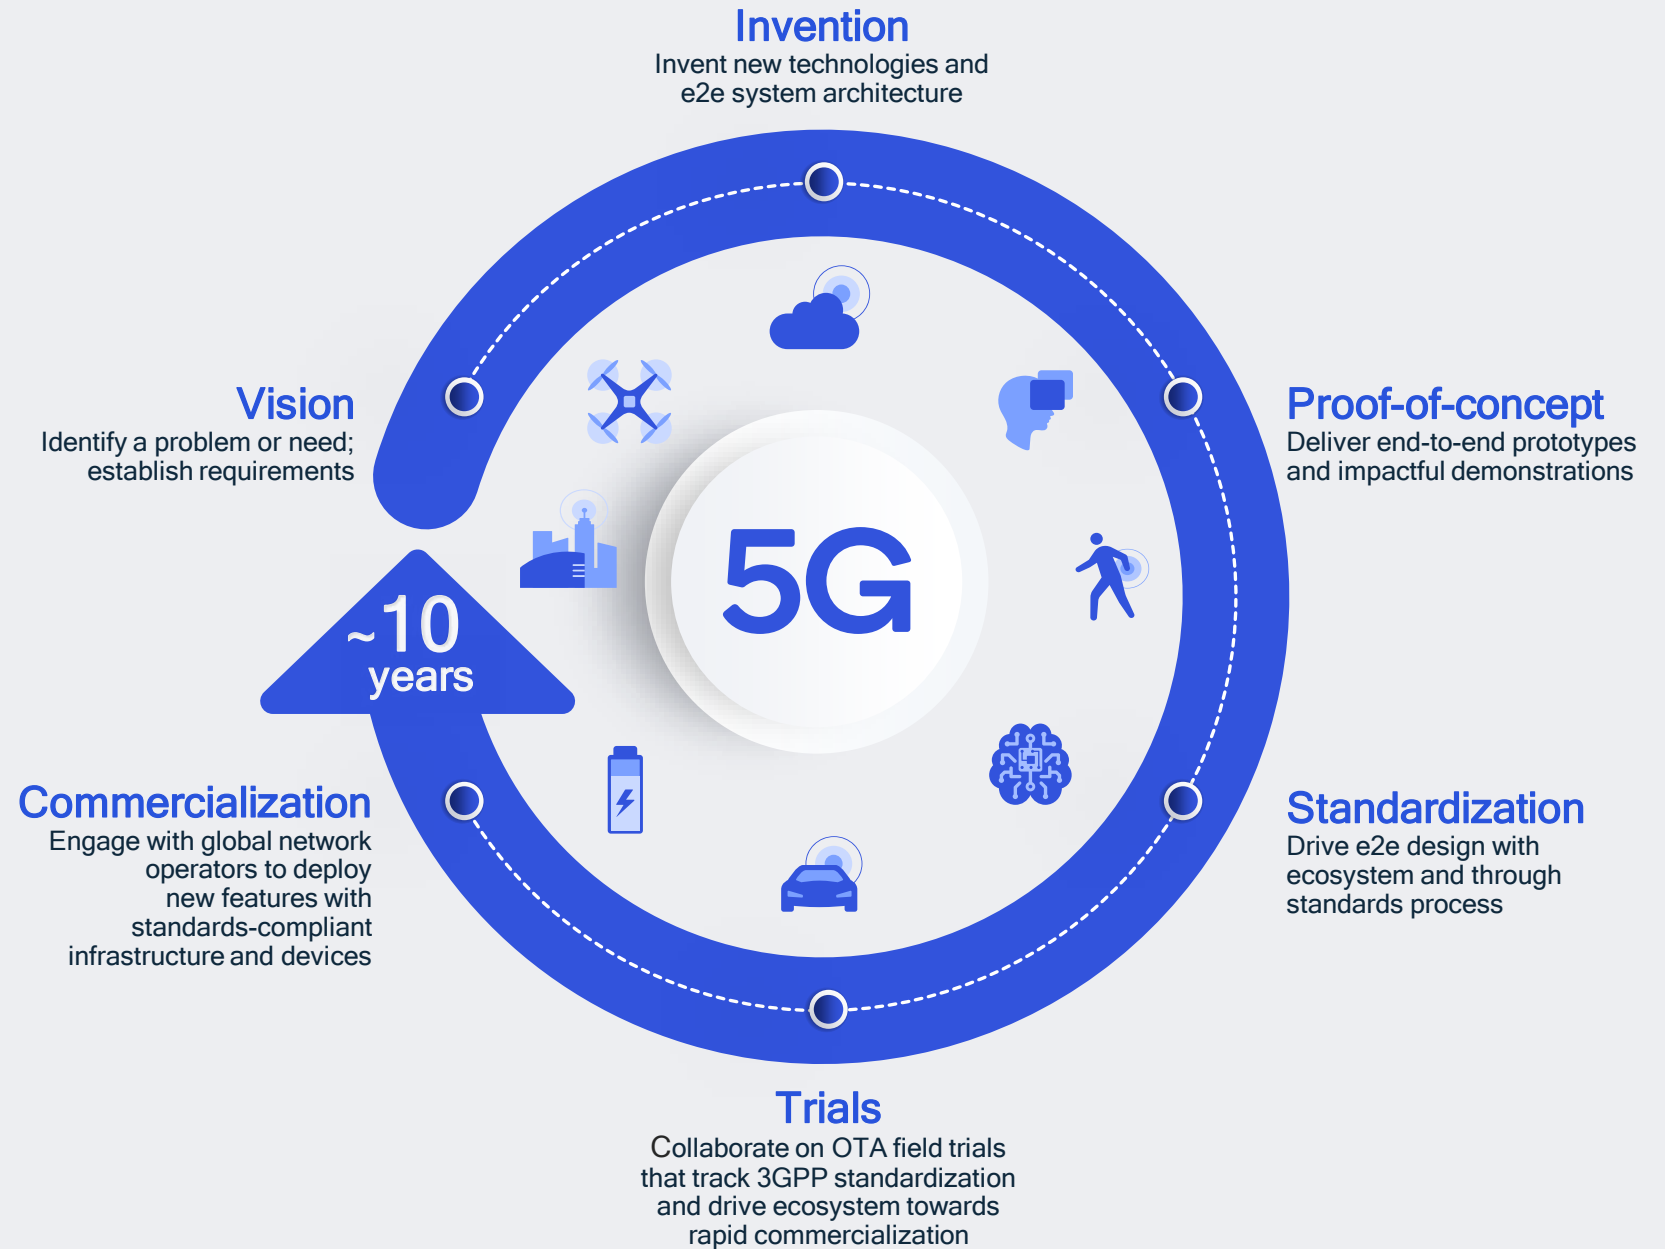 Invention
Invent new technologies and
e2e system architecture
Vision
Identify a problem or need;
establish requirements
Proof-of-concept
Deliver end-to-end prototypes
and impactful demonstrations
5G
~10
years
Commercialization
Engage with global network
operators to deploy
new features with
standards-compliant
infrastructure and devices
Standardization
Drive e2e design with
ecosystem and through
standards process
Trials
Collaborate on OTA field trials
that track 3GPP standardization
and drive ecosystem towards
rapid commercialization